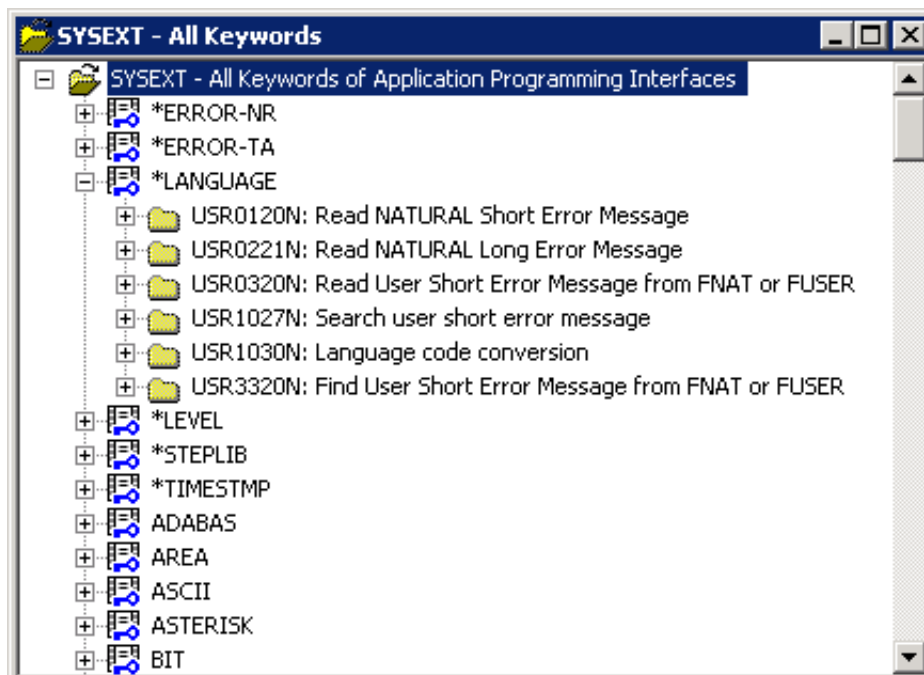 SYSEXT - All Keywords
SYSEXT - All Keywords of Application Programming Interfaces
*ERROR-NR
*ERROR-TA
*LANGUAGE
USR0120N: Read NATURAL Short Error Message
USR0221N: Read NATURAL Long Error Message
USR0320N: Read User Short Error Message from FNAT or FUSER
USR1027N: Search user short error message
USR1030N: Language code conversion
USR3320N: Find User Short Error Message from FNAT or FUSER
*LEVEL
*STEPLIB
*TIMESTMP
ADABAS
AREA
ASCII
ASTERISK
BIT